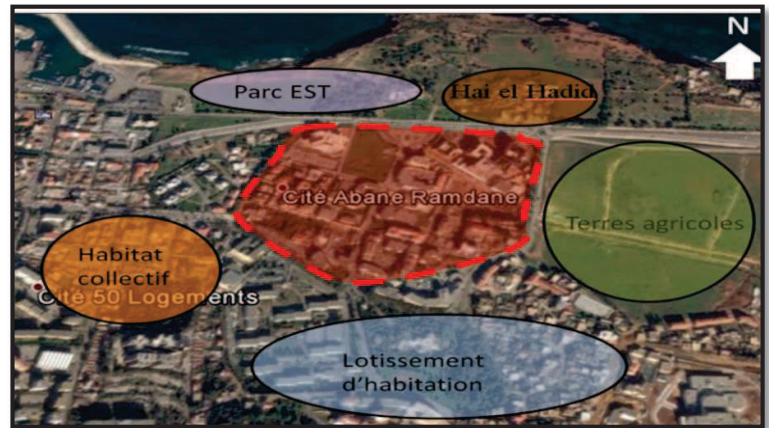 N
Parc EST
Hai el Hadid
Cité Abane Ramdane
Terres agricoles
Habitat
collectif
Cité 50 Logements
Lotissement
d'habitation